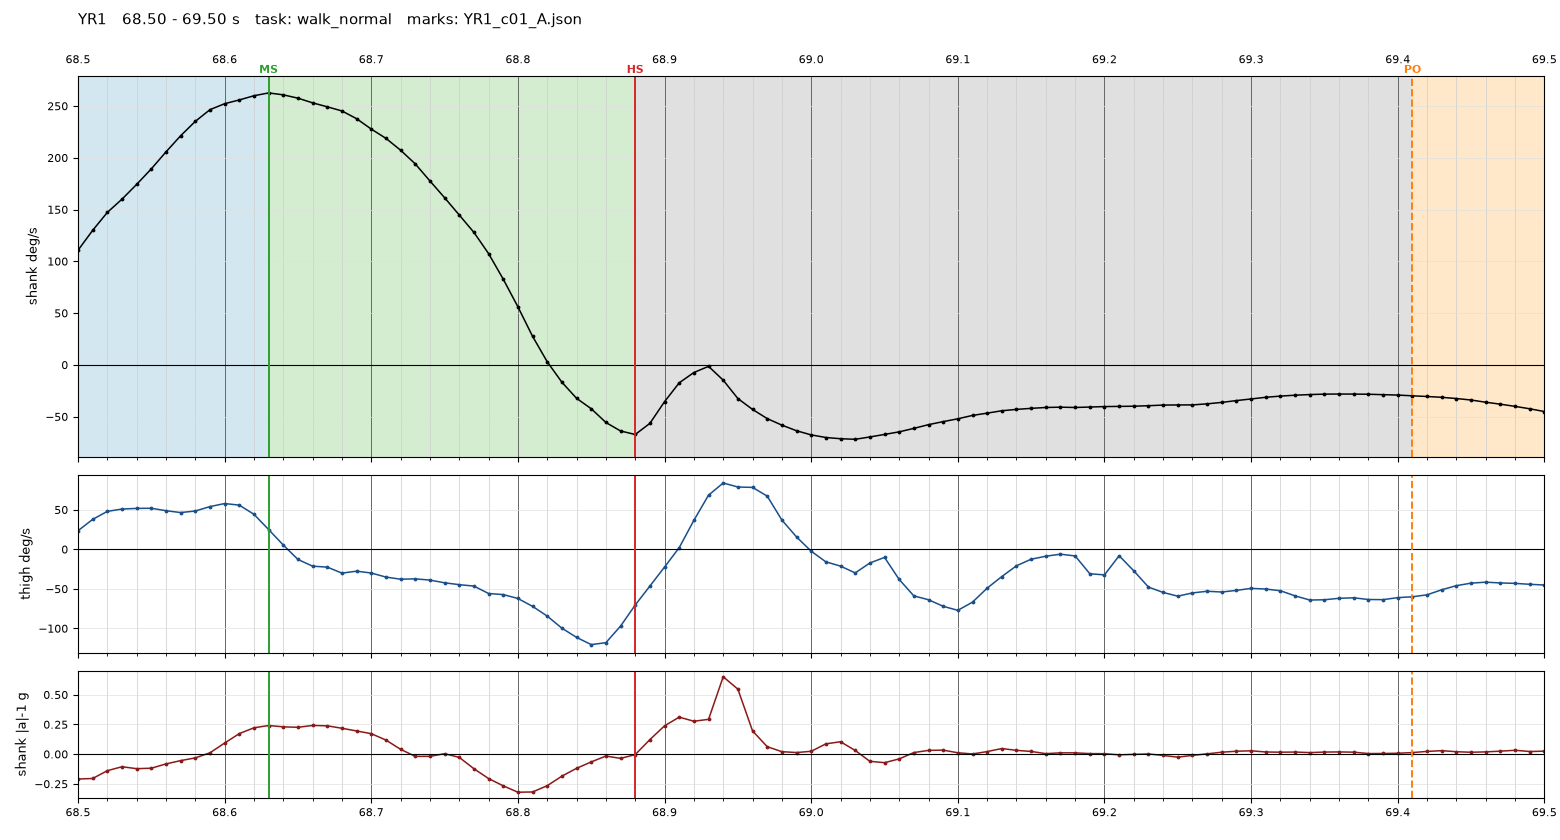 YR1   68.50 - 69.50 s   task: walk_normal   marks: YR1_c01_A.json
68.5 68.6 68.7 68.8 68.9 69.0 69.1 69.2 69.3 69.4 69.5
MS HS PO
shank deg/s
250
200
150
100
50
0
−50
thigh deg/s
50
0
−50
−100
shank |a|-1 g
0.50
0.25
0.00
−0.25
68.5 68.6 68.7 68.8 68.9 69.0 69.1 69.2 69.3 69.4 69.5